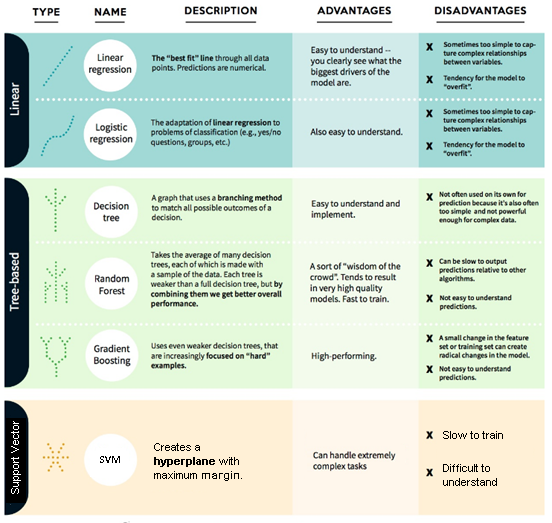 TYPE NAME DESCRIPTION ADVANTAGES DISADVANTAGES
Linear
Linear
regression
The “best fit” line through all data
points. Predictions are numerical.
Easy to understand --
you clearly see what the
biggest drivers of the
model are.
X Sometimes too simple to cap-
ture complex relationships
between variables.
X Tendency for the model to
“overfit”.
Logistic
regression
The adaptation of linear regression to
problems of classification (e.g., yes/no
questions, groups, etc.)
Also easy to understand.
X Sometimes too simple to cap-
ture complex relationships
between variables.
X Tendency for the model to
“overfit”.
Tree-based
Decision
tree
A graph that uses a branching method
to match all possible outcomes of a
decision.
Easy to understand and
implement.
X Not often used on its own for
prediction because it's also often
too simple and not powerful
enough for complex data.
Random
Forest
Takes the average of many decision
trees, each of which is made with
a sample of the data. Each tree is
weaker than a full decision tree, but by
combining them we get better overall
performance.
A sort of “wisdom of the
crowd”. Tends to result
in very high quality
models. Fast to train.
X Can be slow to output
predictions relative to other
algorithms.
X Not easy to understand
predictions.
Gradient
Boosting
Uses even weaker decision trees, that
are increasingly focused on “hard”
examples.
High-performing.
X A small change in the feature
set or training set can create
radical changes in the model.
X Not easy to understand
predictions.
Support Vector
SVM
Creates a
hyperplane with
maximum margin.
Can handle extremely
complex tasks
X Slow to train
X Difficult to
understand